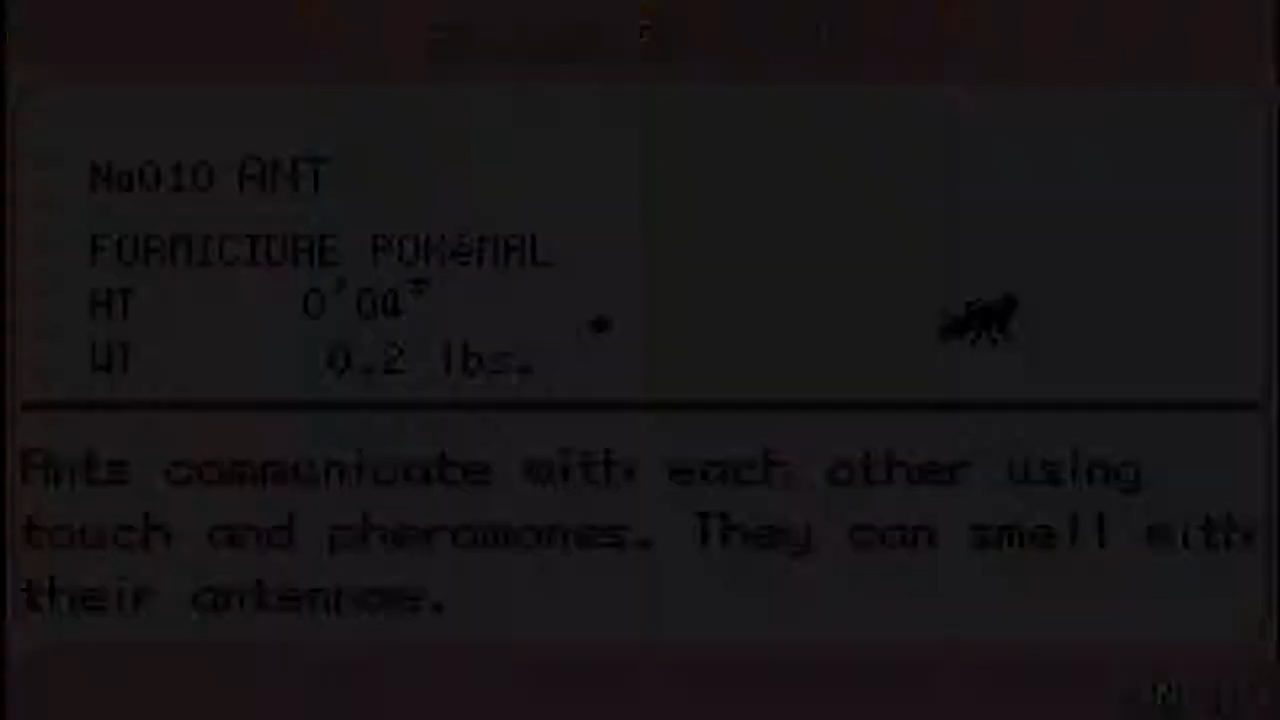 No010 ANT
FORMICIDAE POKéMAL
HT 0'04"
WT 0.2 lbs.
Ants communicate with each other using
touch and pheromones. They can smell with
their antennae.